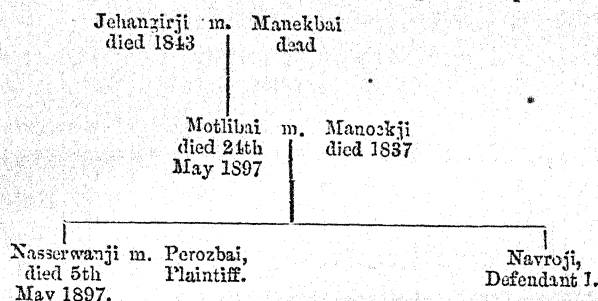 Jehangirji m. Manekbai
died 1843 dead
Motlibai m. Manockji
died 24th died 1837
May 1897
Nasserwanji m. Perozbai, Navroji,
died 5th Plaintiff. Defendant I.
May 1897.